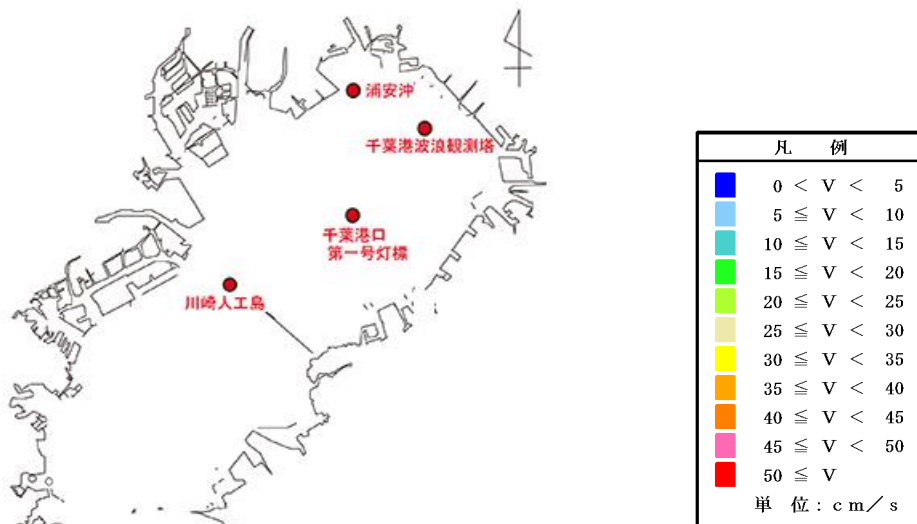 浦安沖
千葉港波浪観測塔
千葉港口
第一号灯標
川崎人工島
凡 例
0 < V < 5
5 ≦ V < 10
10 ≦ V < 15
15 ≦ V < 20
20 ≦ V < 25
25 ≦ V < 30
30 ≦ V < 35
35 ≦ V < 40
40 ≦ V < 45
45 ≦ V < 50
50 ≦ V
単 位：ｃｍ／ｓ